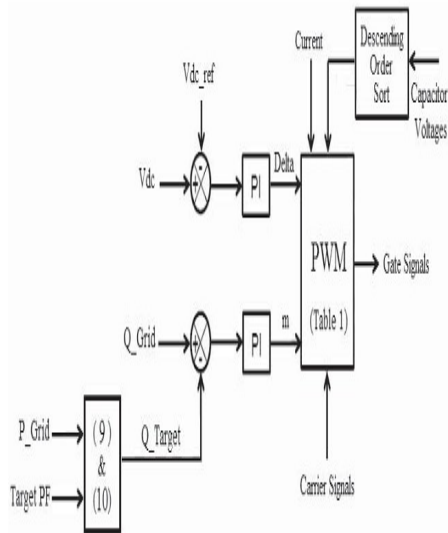 Descending
Order
Sort
Current
Capacitor
Voltages
Vdc_ref
-
Vdc
+
PI
Delta
PWM
(Table 1)
Gate Signals
Q_Grid
+
-
PI
m
P_Grid
Target PF
(9)
&
(10)
Q_Target
Carrier Signals